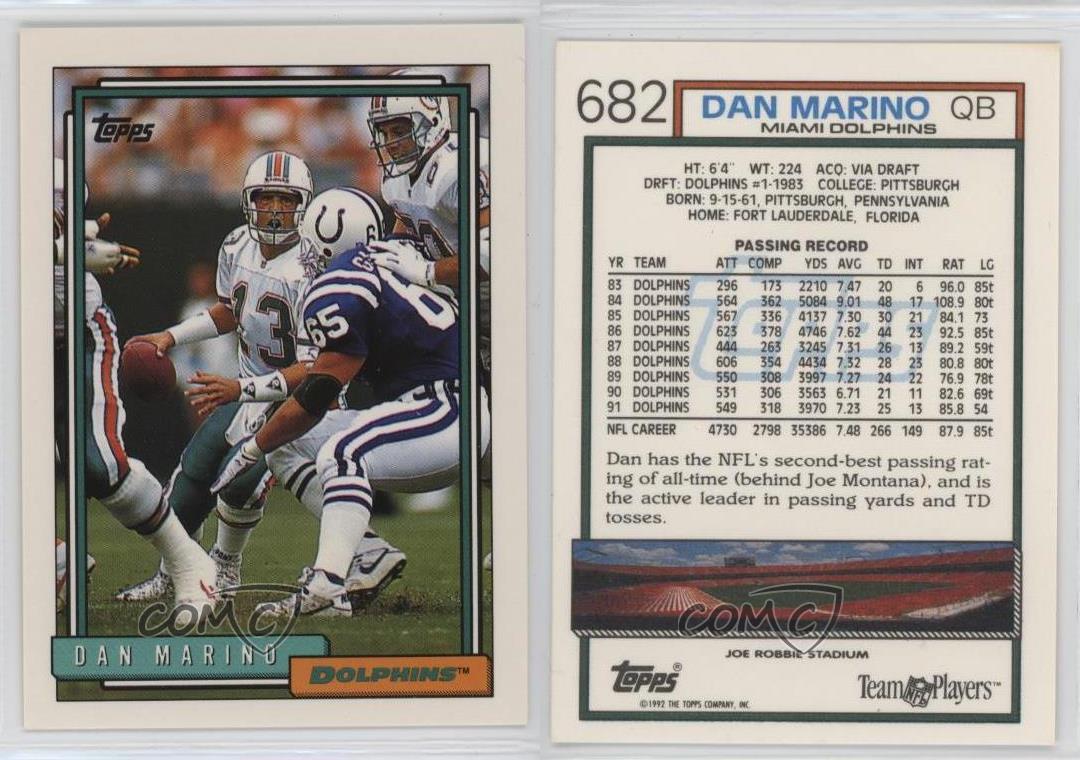 Topps
13
65
6
65
COMC
DAN MARINO
DOLPHINS™
682 DAN MARINO QB
MIAMI DOLPHINS
HT: 6'4" WT: 224 ACQ: VIA DRAFT
DRFT: DOLPHINS #1-1983 COLLEGE: PITTSBURGH
BORN: 9-15-61, PITTSBURGH, PENNSYLVANIA
HOME: FORT LAUDERDALE, FLORIDA
PASSING RECORD
YR TEAM ATT COMP YDS AVG TD INT RAT LG
83 DOLPHINS 296 173 2210 7.47 20 6 96.0 85t
84 DOLPHINS 564 362 5084 9.01 48 17 108.9 80t
85 DOLPHINS 567 336 4137 7.30 30 21 84.1 73
86 DOLPHINS 623 378 4746 7.62 44 23 92.5 85t
87 DOLPHINS 444 263 3245 7.31 26 13 89.2 59t
88 DOLPHINS 606 354 4434 7.32 28 23 80.8 80t
89 DOLPHINS 550 308 3997 7.27 24 22 76.9 78t
90 DOLPHINS 531 306 3563 6.71 21 11 82.6 69t
91 DOLPHINS 549 318 3970 7.23 25 13 85.8 54
NFL CAREER 4730 2798 35386 7.48 266 149 87.9 85t
Topps
Dan has the NFL's second-best passing rat-
ing of all-time (behind Joe Montana), and is
the active leader in passing yards and TD
tosses.
COMC
JOE ROBBIE STADIUM
Topps®
©1992 THE TOPPS COMPANY, INC.
Team NFL Players™